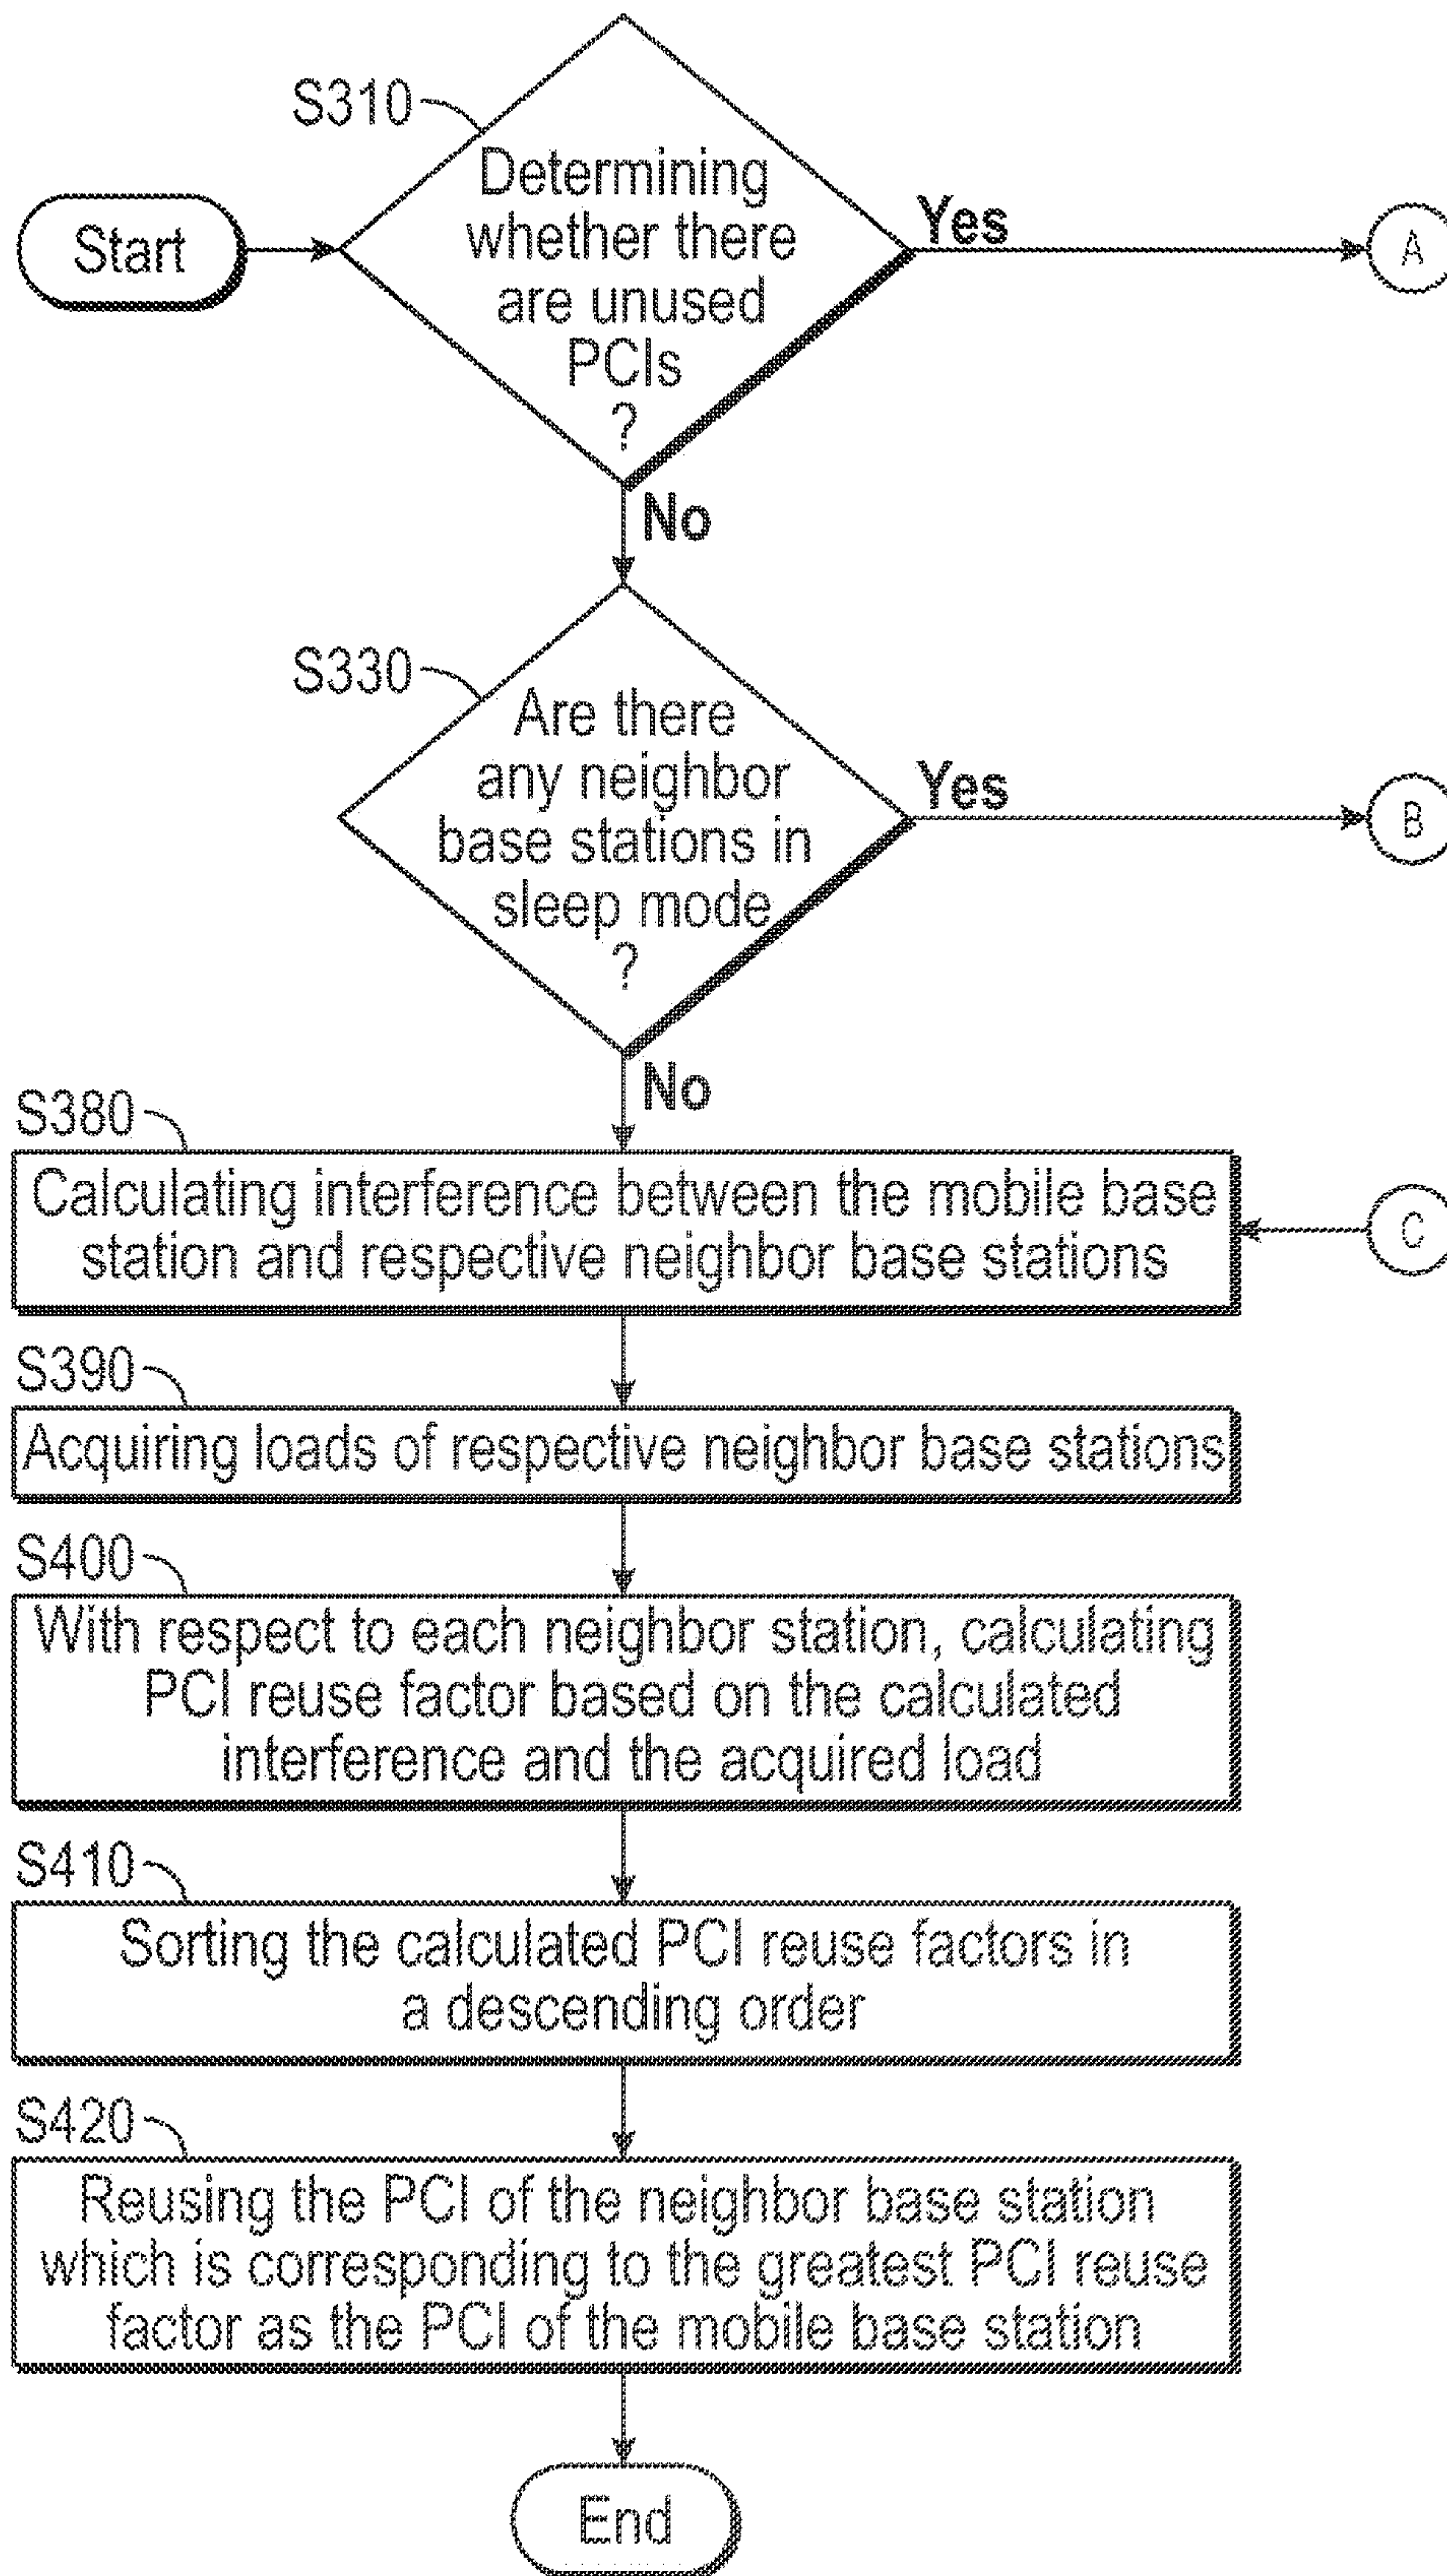 S310
Determining
whether there
are unused
PCIs
?
Start
Yes
A
No
S330
Are there
any neighbor
base stations in
sleep mode
?
Yes
B
No
S380
Calculating interference between the mobile base
station and respective neighbor base stations
C
S390
Acquiring loads of respective neighbor base stations
S400
With respect to each neighbor station, calculating
PCI reuse factor based on the calculated
interference and the acquired load
S410
Sorting the calculated PCI reuse factors in
a descending order
S420
Reusing the PCI of the neighbor base station
which is corresponding to the greatest PCI reuse
factor as the PCI of the mobile base station
End